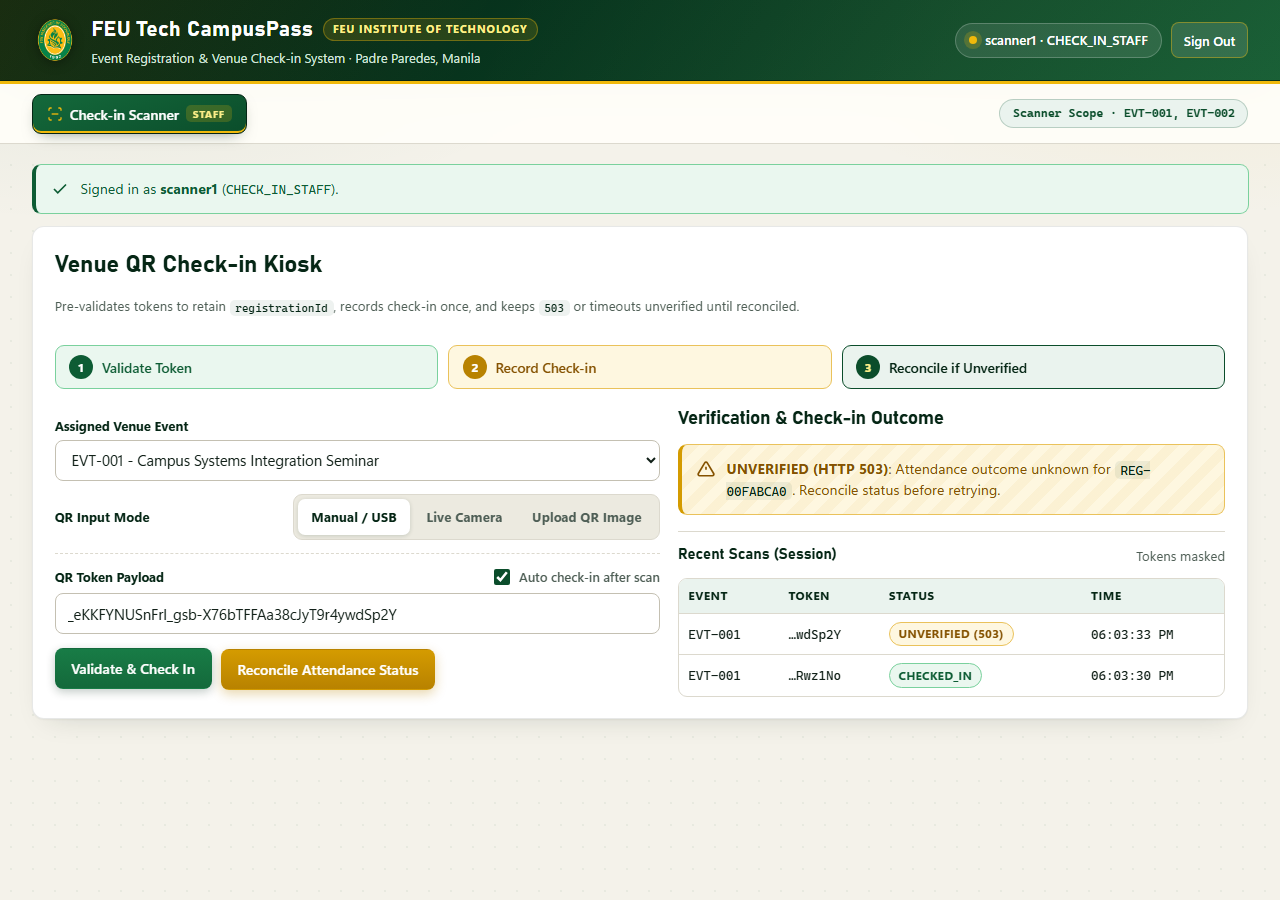 FEU Tech CampusPass
FEU INSTITUTE OF TECHNOLOGY
Event Registration & Venue Check-in System · Padre Paredes, Manila
scanner1 · CHECK_IN_STAFF
Sign Out
Check-in Scanner STAFF
Scanner Scope · EVT-001, EVT-002
Signed in as scanner1 (CHECK_IN_STAFF).
Venue QR Check-in Kiosk
Pre-validates tokens to retain registrationId, records check-in once, and keeps 503 or timeouts unverified until reconciled.
1 Validate Token
2 Record Check-in
3 Reconcile if Unverified
Assigned Venue Event
EVT-001 - Campus Systems Integration Seminar
QR Input Mode
Manual / USB
Live Camera
Upload QR Image
QR Token Payload
Auto check-in after scan
_eKKFYNUSnFrI_gsb-X76bTFFAa38cJyT9r4ywdSp2Y
Validate & Check In
Reconcile Attendance Status
Verification & Check-in Outcome
UNVERIFIED (HTTP 503): Attendance outcome unknown for REG-
00FABCA0. Reconcile status before retrying.
Recent Scans (Session)
Tokens masked
EVENT TOKEN STATUS TIME
EVT-001 …wdSp2Y UNVERIFIED (503) 06:03:33 PM
EVT-001 …Rwz1No CHECKED_IN 06:03:30 PM